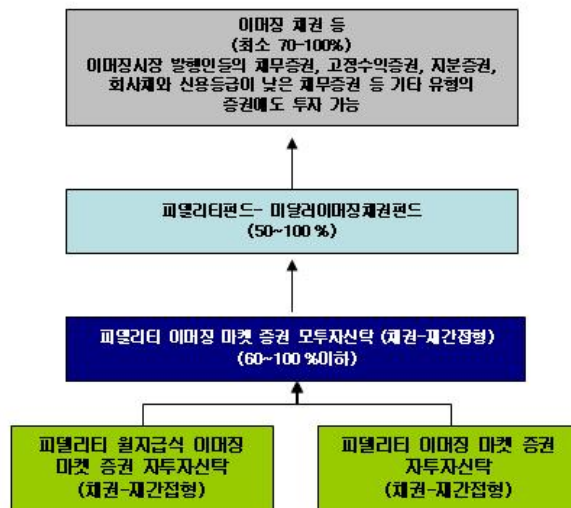 이머징 채권 등
(최소 70-100%)
이머징시장 발행인들의 채무증권, 고정수익증권, 지분증권,
회사채와 신용등급이 낮은 채무증권 등 기타 유형의
증권에도 투자 가능
피델리티펀드- 미달러이머징채권펀드
(50~100 %)
피델리티 이머징 마켓 증권 모투자신탁 (채권-재간접형)
(60~100 %이하)
피델리티 월지급식 이머징
마켓 증권 자투자신탁
(채권-재간접형)
피델리티 이머징 마켓 증권
자투자신탁
(채권-재간접형)